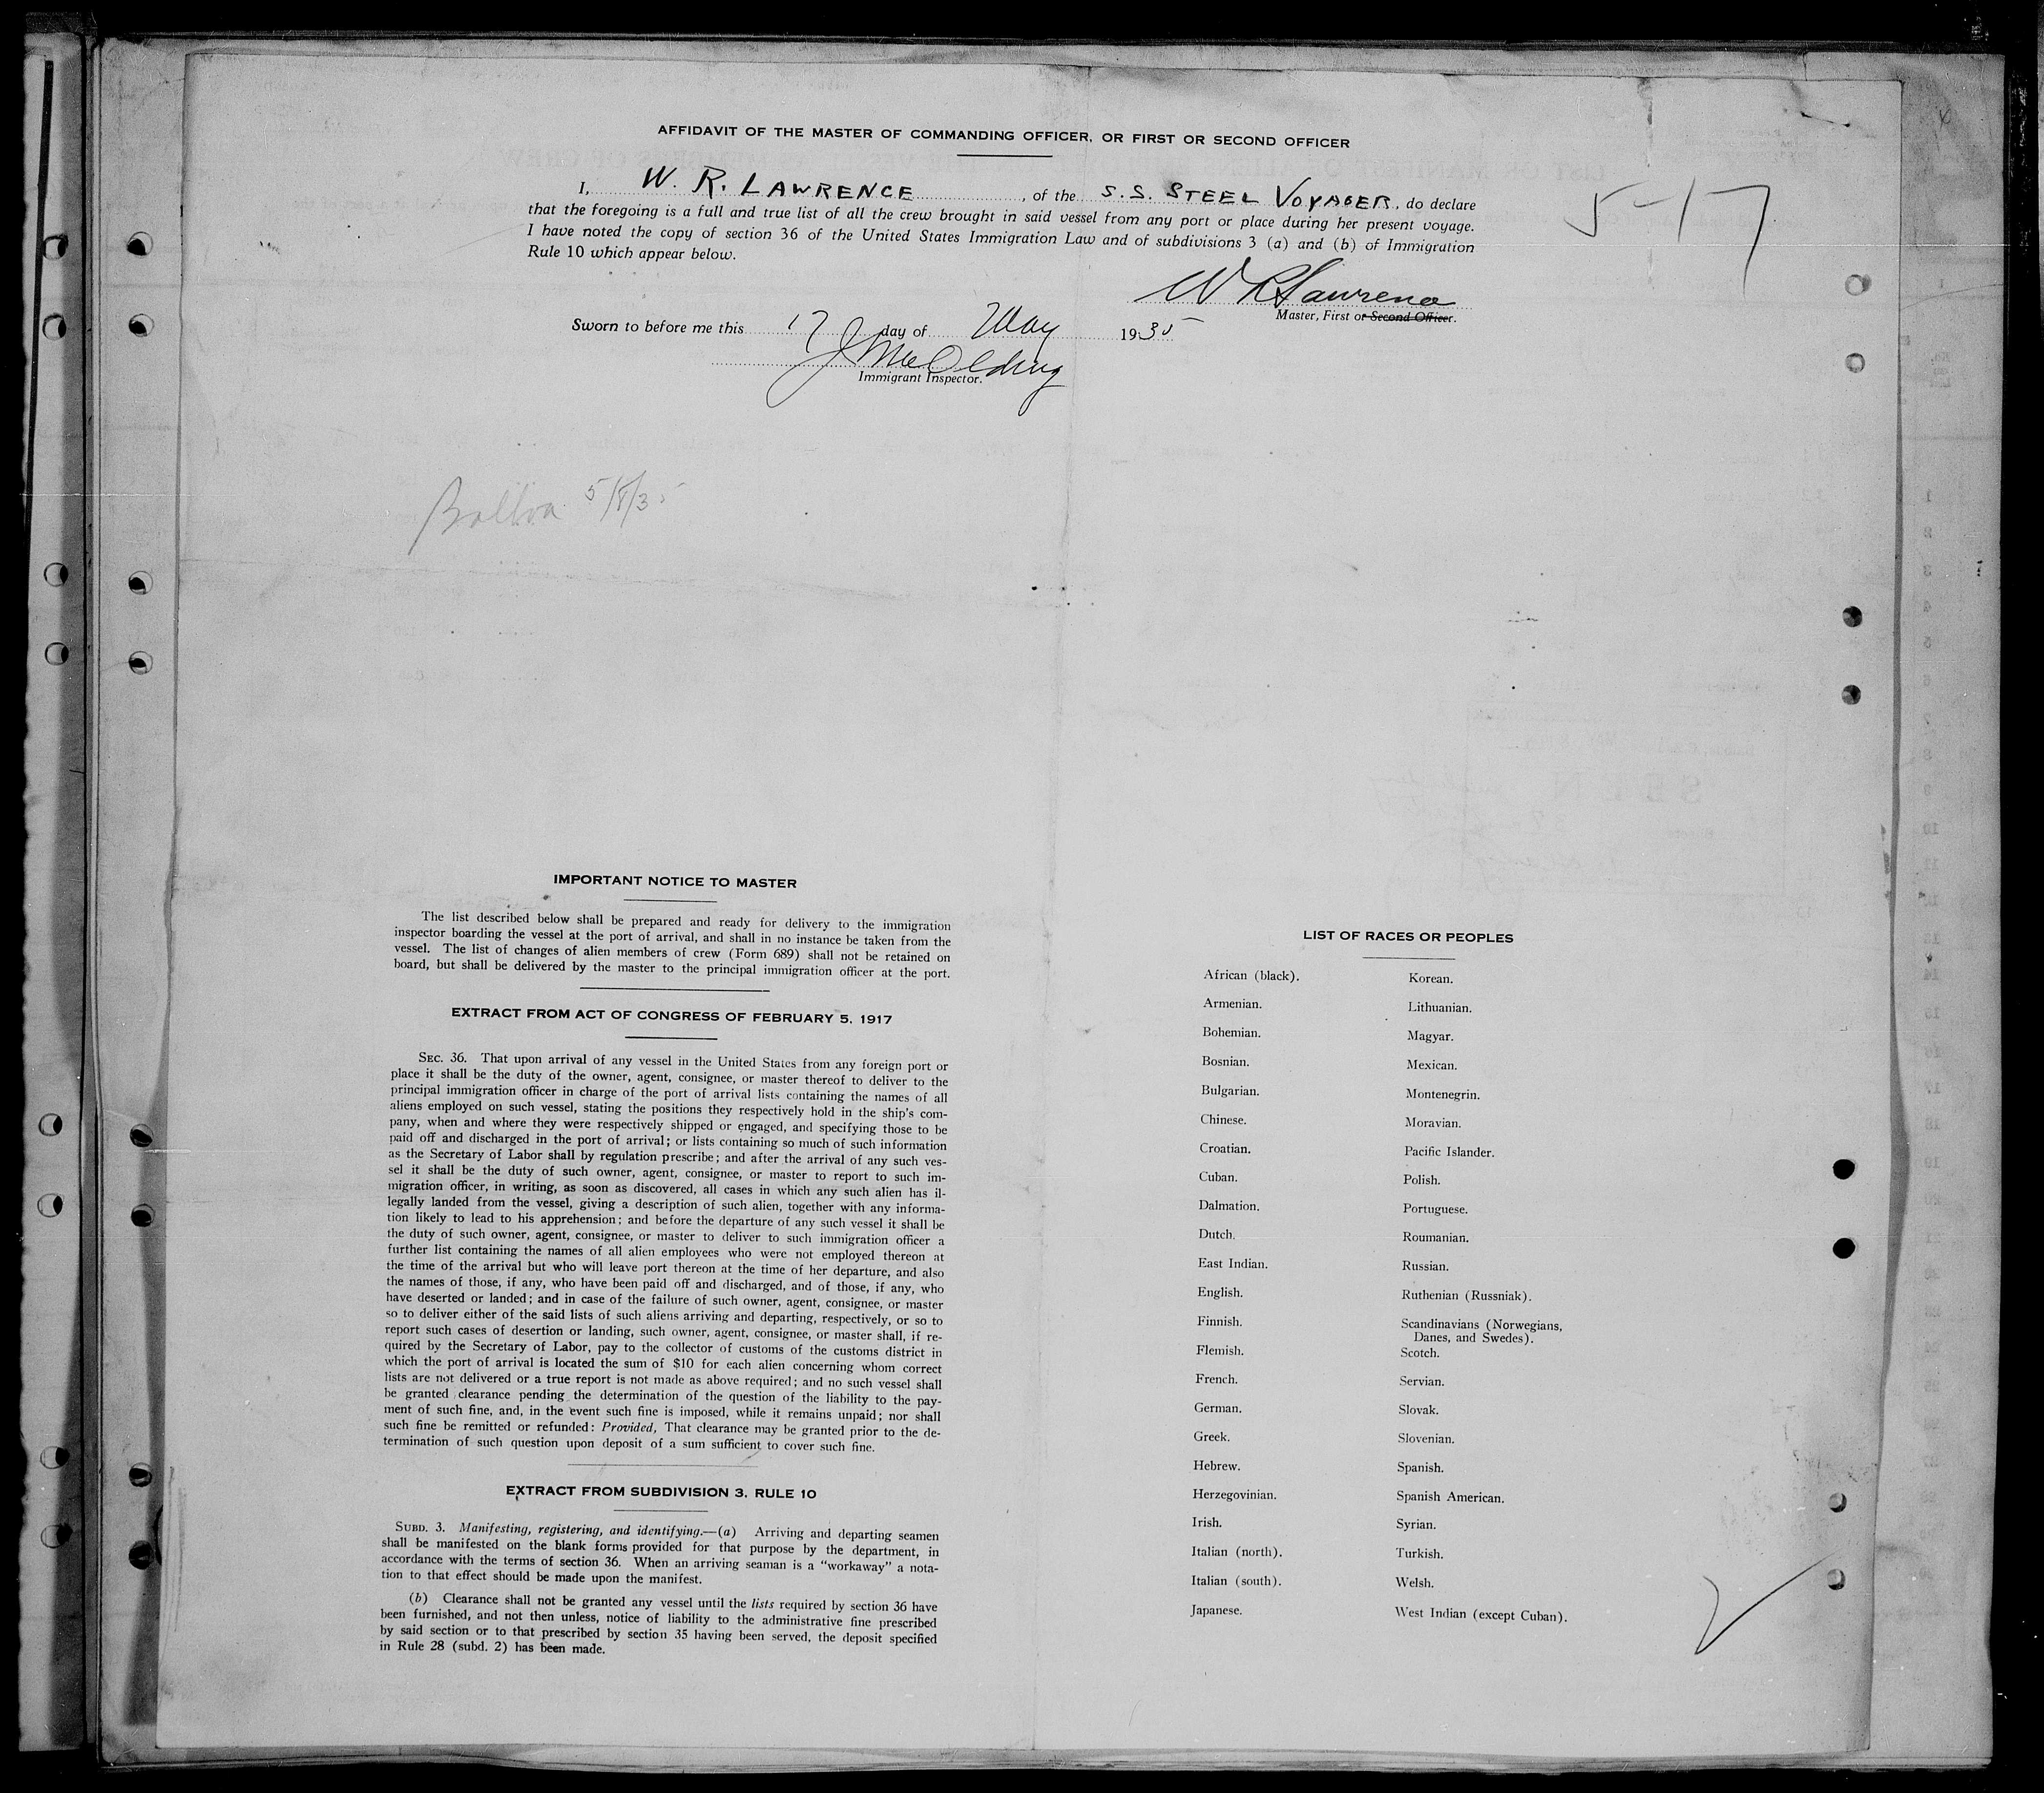 AFFIDAVIT OF THE MASTER OF COMMANDING OFFICER, OR FIRST OR SECOND OFFICER
I, W. R. LAWRENCE, of the S.S. STEEL VOYAGER, do declare
that the foregoing is a full and true list of all the crew brought in said vessel from any port or place during her present voyage.
I have noted the copy of section 36 of the United States Immigration Law and of subdivisions 3 (a) and (b) of Immigration
Rule 10 which appear below.
5-17
W R Lawrence
Master, First or Second Officer.
Sworn to before me this 17 day of May 1935
Immigrant Inspector.
Balboa 5/8/35
IMPORTANT NOTICE TO MASTER
The list described below shall be prepared and ready for delivery to the immigration
inspector boarding the vessel at the port of arrival, and shall in no instance be taken from the
vessel. The list of changes of alien members of crew (Form 689) shall not be retained on
board, but shall be delivered by the master to the principal immigration officer at the port.
EXTRACT FROM ACT OF CONGRESS OF FEBRUARY 5, 1917
SEC. 36. That upon arrival of any vessel in the United States from any foreign port or
place it shall be the duty of the owner, agent, consignee, or master thereof to deliver to the
principal immigration officer in charge of the port of arrival lists containing the names of all
aliens employed on such vessel, stating the positions they respectively hold in the ship's com-
pany, when and where they were respectively shipped or engaged, and specifying those to be
paid off and discharged in the port of arrival; or lists containing so much of such information
as the Secretary of Labor shall by regulation prescribe; and after the arrival of any such ves-
sel it shall be the duty of such owner, agent, consignee, or master to report to such im-
migration officer, in writing, as soon as discovered, all cases in which any such alien has il-
legally landed from the vessel, giving a description of such alien, together with any informa-
tion likely to lead to his apprehension; and before the departure of any such vessel it shall be
the duty of such owner, agent, consignee, or master to deliver to such immigration officer a
further list containing the names of all alien employees who were not employed thereon at
the time of the arrival but who will leave port thereon at the time of her departure, and also
the names of those, if any, who have been paid off and discharged, and of those, if any, who
have deserted or landed; and in case of the failure of such owner, agent, consignee, or master
so to deliver either of the said lists of such aliens arriving and departing, respectively, or so to
report such cases of desertion or landing, such owner, agent, consignee, or master shall, if re-
quired by the Secretary of Labor, pay to the collector of customs of the customs district in
which the port of arrival is located the sum of $10 for each alien concerning whom correct
lists are not delivered or a true report is not made as above required; and no such vessel shall
be granted clearance pending the determination of the question of the liability to the pay-
ment of such fine, and, in the event such fine is imposed, while it remains unpaid; nor shall
such fine be remitted or refunded: Provided, That clearance may be granted prior to the de-
termination of such question upon deposit of a sum sufficient to cover such fine.
EXTRACT FROM SUBDIVISION 3, RULE 10
SUBD. 3. Manifesting, registering, and identifying.—(a) Arriving and departing seamen
shall be manifested on the blank forms provided for that purpose by the department, in
accordance with the terms of section 36. When an arriving seaman is a "workaway" a nota-
tion to that effect should be made upon the manifest.
(b) Clearance shall not be granted any vessel until the lists required by section 36 have
been furnished, and not then unless, notice of liability to the administrative fine prescribed
by said section or to that prescribed by section 35 having been served, the deposit specified
in Rule 28 (subd. 2) has been made.
LIST OF RACES OR PEOPLES
African (black).
Armenian.
Bohemian.
Bosnian.
Bulgarian.
Chinese.
Croatian.
Cuban.
Dalmation.
Dutch.
East Indian.
English.
Finnish.
Flemish.
French.
German.
Greek.
Hebrew.
Herzegovinian.
Irish.
Italian (north).
Italian (south).
Japanese.
Korean.
Lithuanian.
Magyar.
Mexican.
Montenegrin.
Moravian.
Pacific Islander.
Polish.
Portuguese.
Roumanian.
Russian.
Ruthenian (Russniak).
Scandinavians (Norwegians,
Danes, and Swedes).
Scotch.
Servian.
Slovak.
Slovenian.
Spanish.
Spanish American.
Syrian.
Turkish.
Welsh.
West Indian (except Cuban).